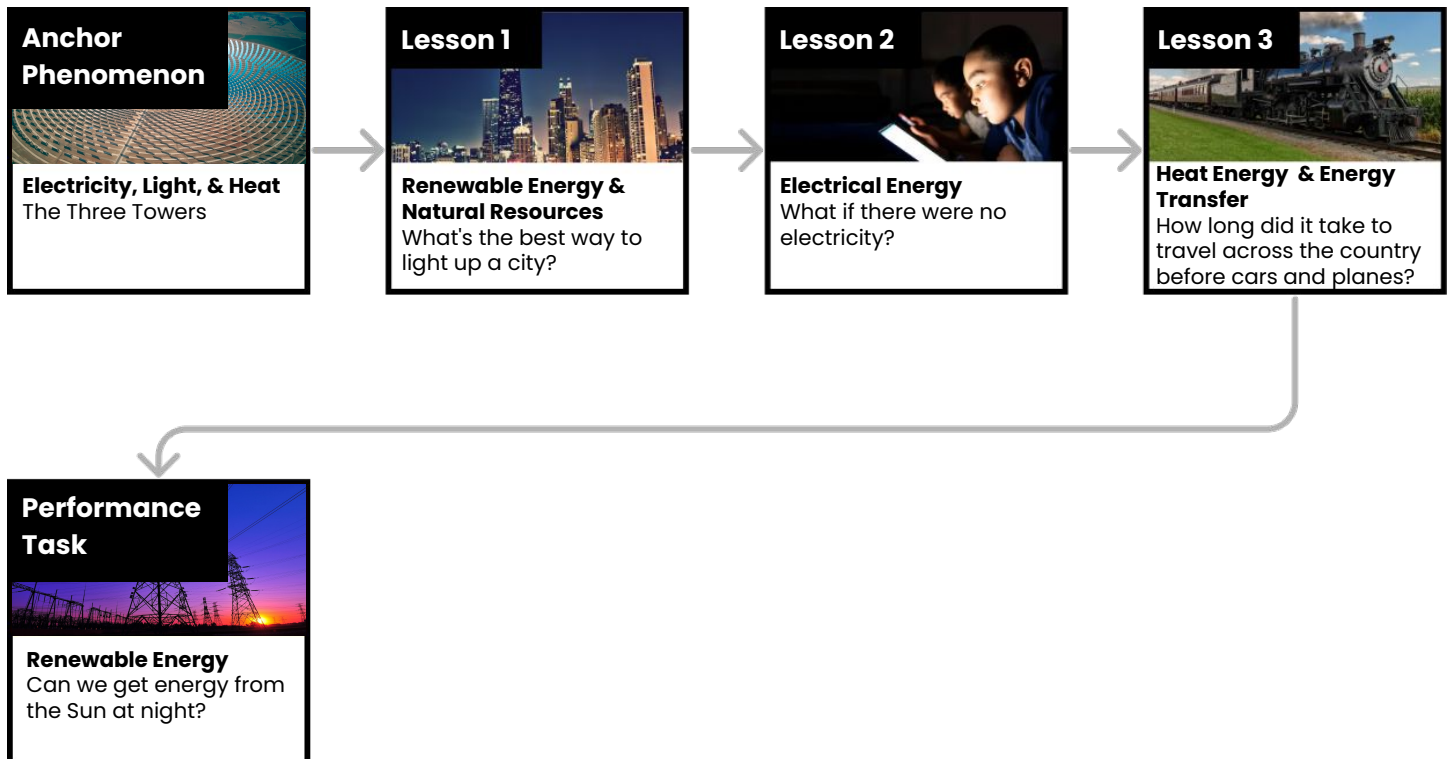 Anchor
Phenomenon
Electricity, Light, & Heat
The Three Towers
Lesson 1
Renewable Energy &
Natural Resources
What's the best way to
light up a city?
Lesson 2
Electrical Energy
What if there were no
electricity?
Lesson 3
Heat Energy & Energy
Transfer
How long did it take to
travel across the country
before cars and planes?
Performance
Task
Renewable Energy
Can we get energy from
the Sun at night?